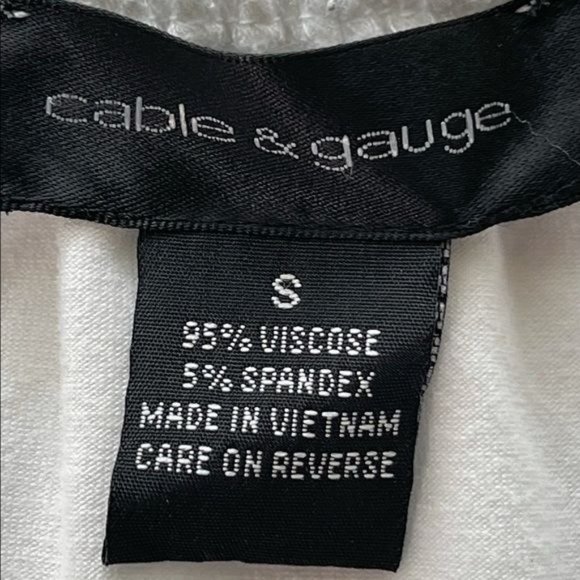 cable & gauge
S
95% VISCOSE
5% SPANDEX
MADE IN VIETNAM
CARE ON REVERSE